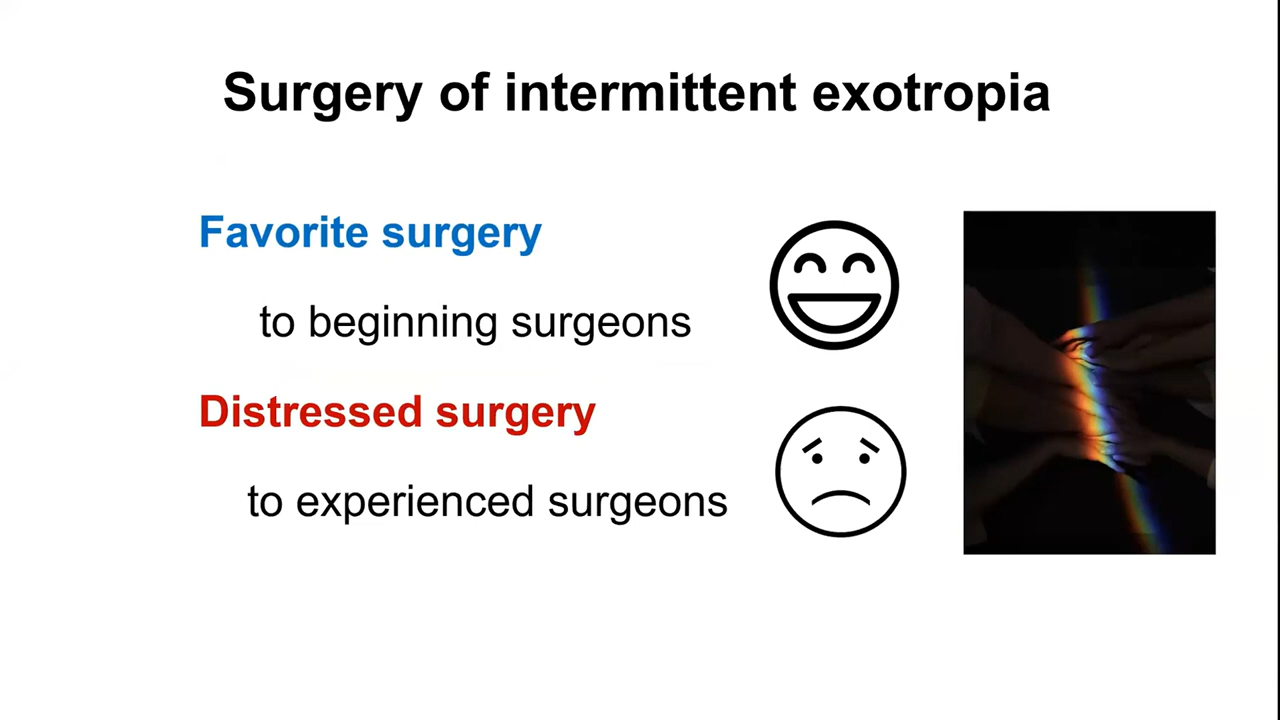 Surgery of intermittent exotropia
Favorite surgery
to beginning surgeons
Distressed surgery
to experienced surgeons